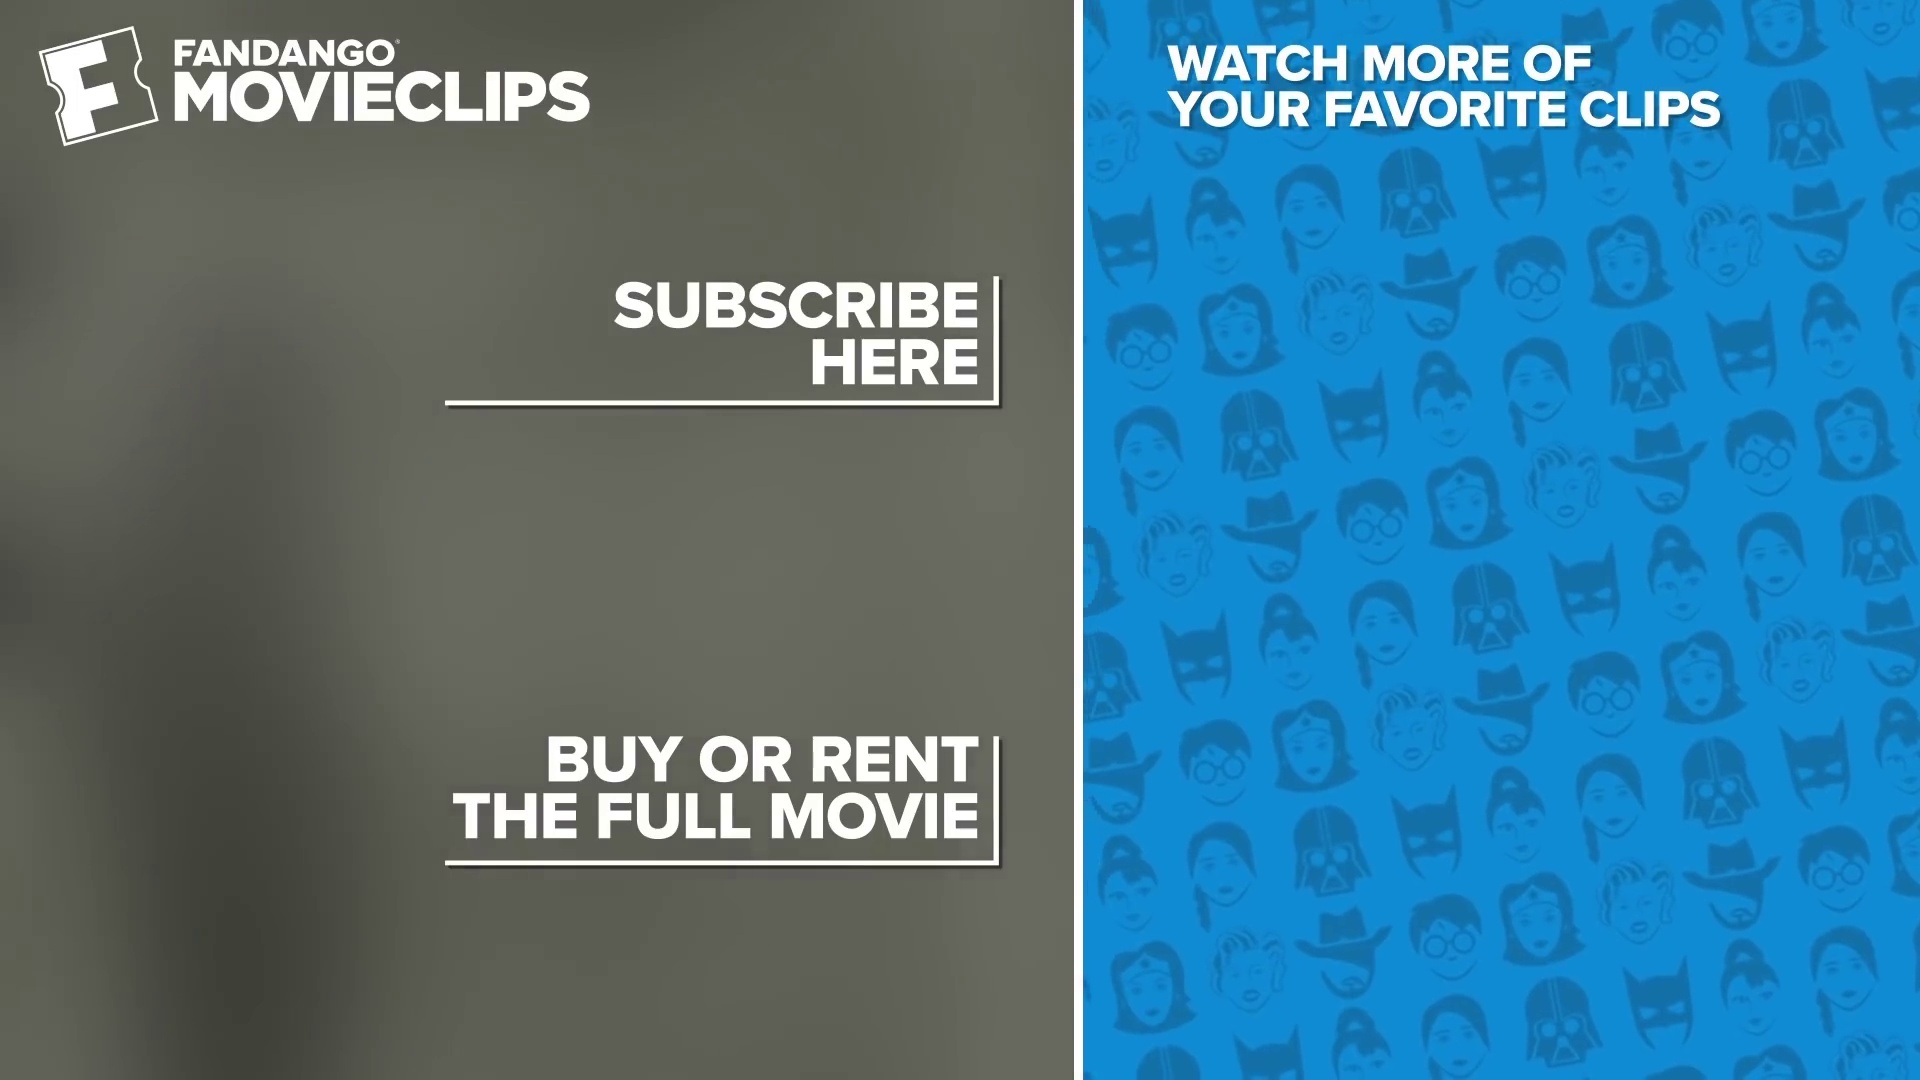 FANDANGO
MOVIECLIPS
SUBSCRIBE
HERE
BUY OR RENT
THE FULL MOVIE
WATCH MORE OF
YOUR FAVORITE CLIPS